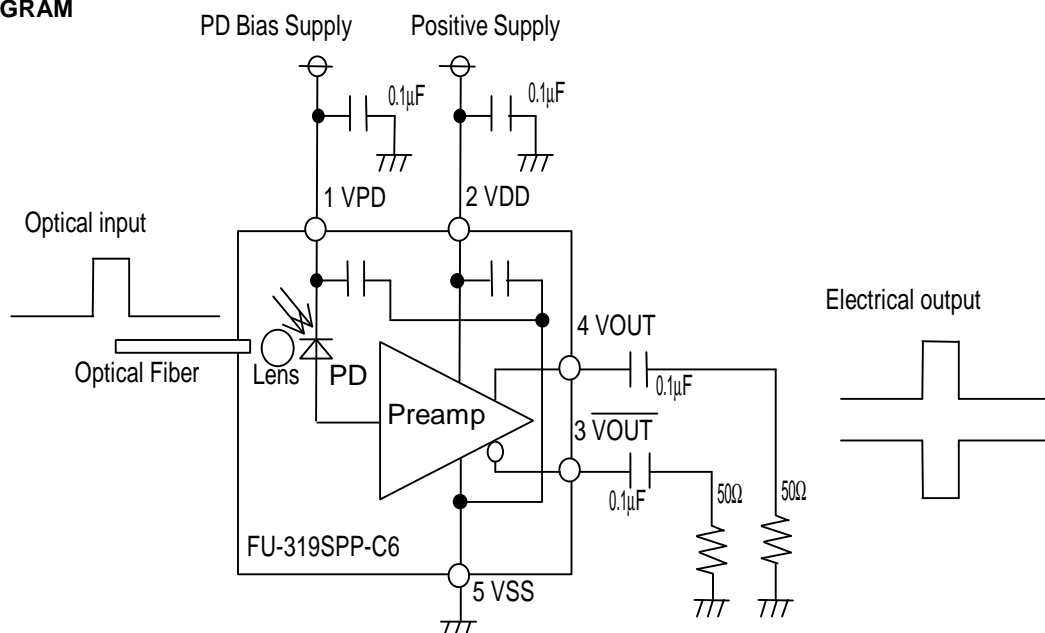 GRAM
PD Bias Supply
Positive Supply
0.1µF
0.1µF
1 VPD
2 VDD
Optical input
Electrical output
4 VOUT
Optical Fiber
Lens
PD
0.1µF
Preamp
3 VOUT
0.1µF
50Ω
50Ω
FU-319SPP-C6
5 VSS